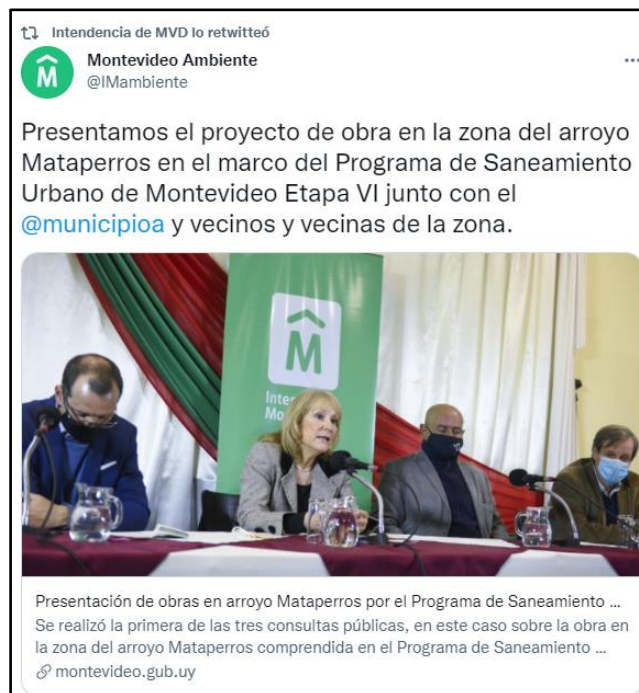 Intendencia de MVD lo retwitteó
Montevideo Ambiente
@IMambiente
Presentamos el proyecto de obra en la zona del arroyo
Mataperros en el marco del Programa de Saneamiento
Urbano de Montevideo Etapa VI junto con el
@municipioa y vecinos y vecinas de la zona.
M
Presentación de obras en arroyo Mataperros por el Programa de Saneamiento ...
Se realizó la primera de las tres consultas públicas, en este caso sobre la obra en
la zona del arroyo Mataperros comprendida en el Programa de Saneamiento ...
montevideo.gub.uy